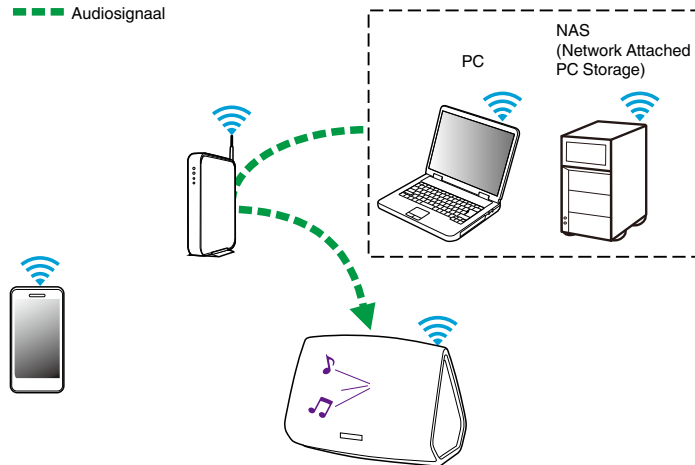 Audiosignaal
PC
NAS
(Network Attached
PC Storage)